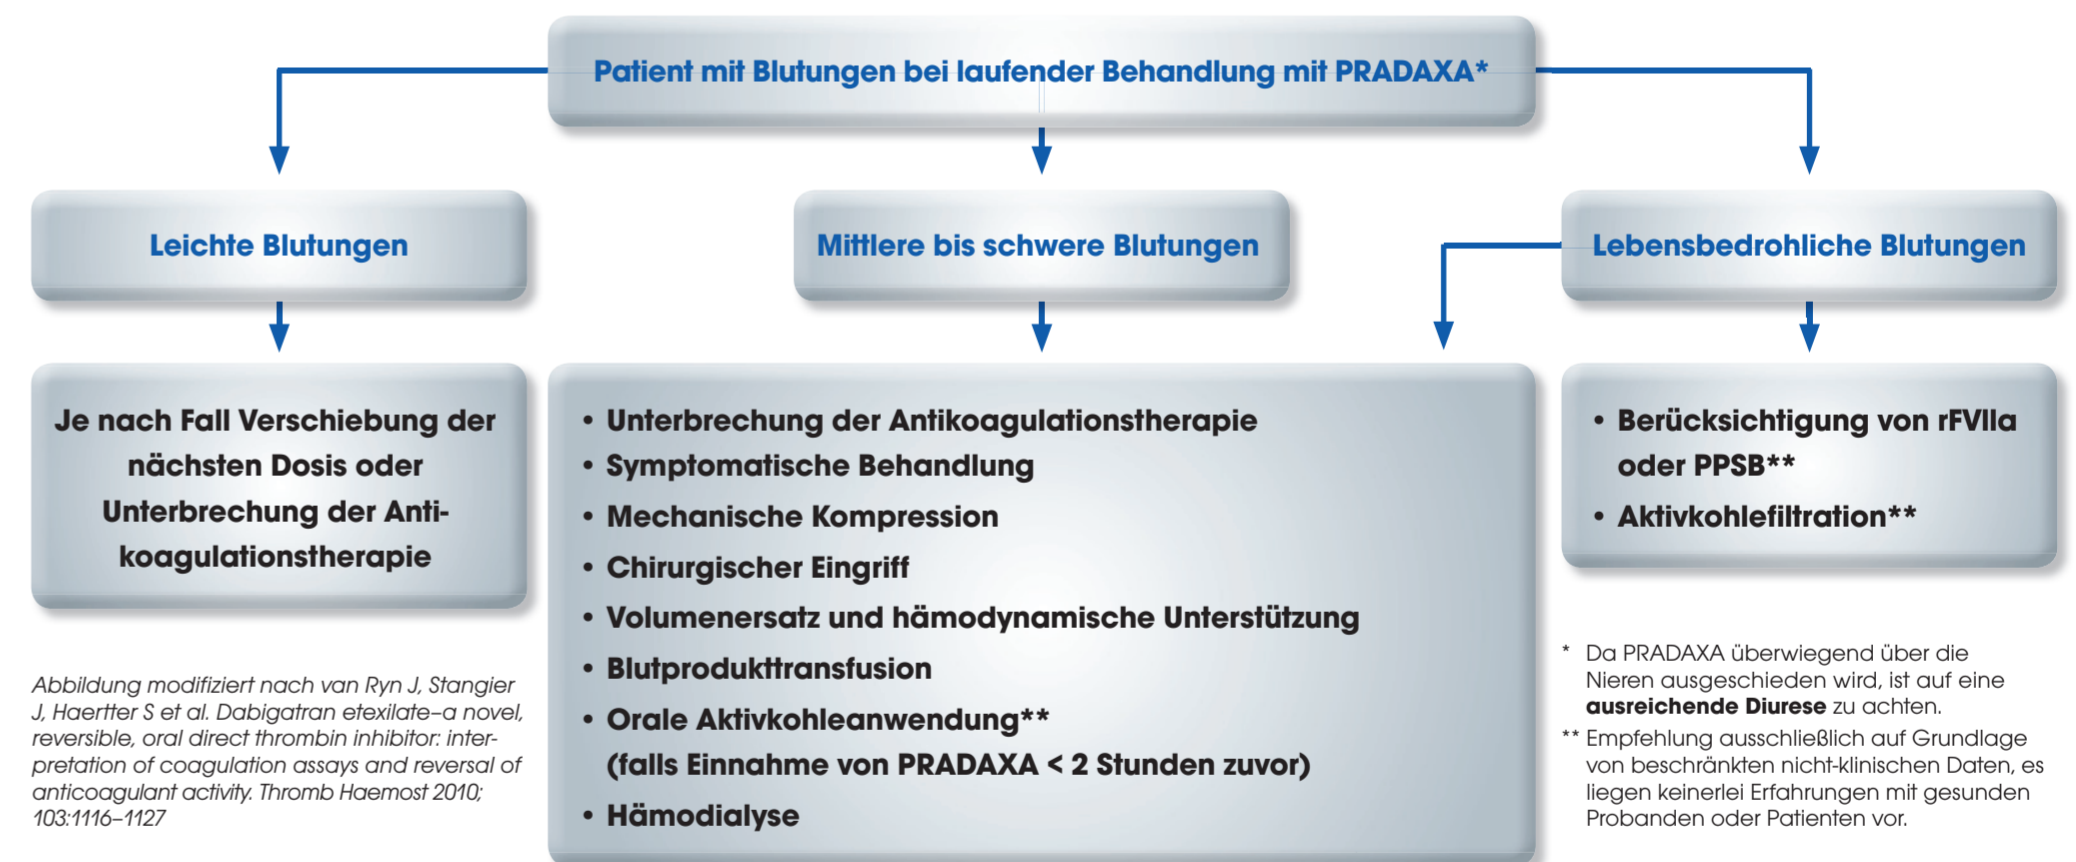 Patient mit Blutungen bei laufender Behandlung mit PRADAXA*
Leichte Blutungen
Mittlere bis schwere Blutungen
Lebensbedrohliche Blutungen
Je nach Fall Verschiebung der
nächsten Dosis oder
Unterbrechung der Anti-
koagulationstherapie
• Unterbrechung der Antikoagulationstherapie
• Symptomatische Behandlung
• Mechanische Kompression
• Chirurgischer Eingriff
• Volumenersatz und hämodynamische Unterstützung
• Blutprodukttransfusion
• Orale Aktivkohleanwendung**
(falls Einnahme von PRADAXA < 2 Stunden zuvor)
• Hämodialyse
• Berücksichtigung von rFVIIa
oder PPSB**
• Aktivkohlefiltration**
Abbildung modifiziert nach van Ryn J, Stangier
J, Haertter S et al. Dabigatran etexilate–a novel,
reversible, oral direct thrombin inhibitor: inter-
pretation of coagulation assays and reversal of
anticoagulant activity. Thromb Haemost 2010;
103:1116–1127
* Da PRADAXA überwiegend über die
Nieren ausgeschieden wird, ist auf eine
ausreichende Diurese zu achten.
** Empfehlung ausschließlich auf Grundlage
von beschränkten nicht-klinischen Daten, es
liegen keinerlei Erfahrungen mit gesunden
Probanden oder Patienten vor.